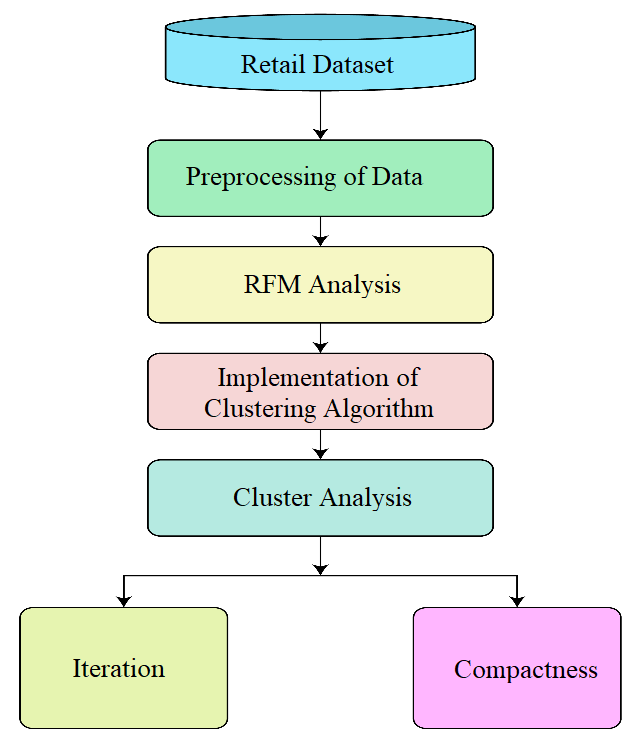 Retail Dataset
Preprocessing of Data
RFM Analysis
Implementation of
Clustering Algorithm
Cluster Analysis
Iteration
Compactness